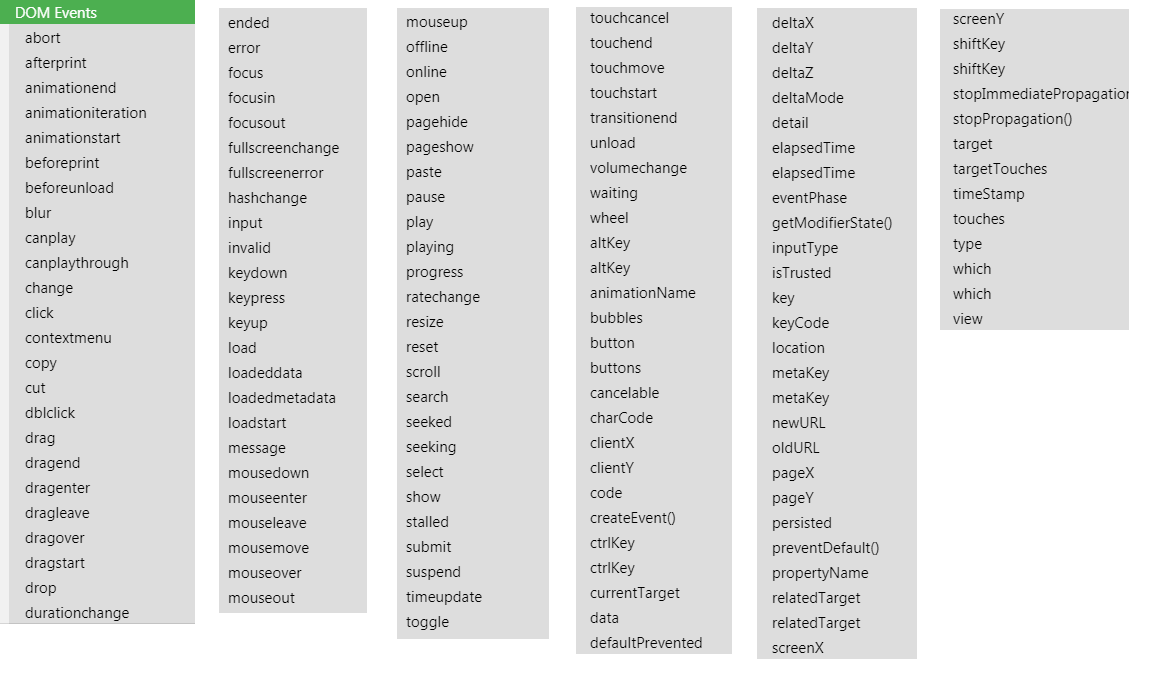 DOM Events
abort
afterprint
animationend
animationiteration
animationstart
beforeprint
beforeunload
blur
canplay
canplaythrough
change
click
contextmenu
copy
cut
dblclick
drag
dragend
dragenter
dragleave
dragover
dragstart
drop
durationchange
ended
error
focus
focusin
focusout
fullscreenchange
fullscreenerror
hashchange
input
invalid
keydown
keypress
keyup
load
loadeddata
loadedmetadata
loadstart
message
mousedown
mouseenter
mouseleave
mousemove
mouseover
mouseout
mouseup
offline
online
open
pagehide
pageshow
paste
pause
play
playing
progress
ratechange
resize
reset
scroll
search
seeked
seeking
select
show
stalled
submit
suspend
timeupdate
toggle
touchcancel
touchend
touchmove
touchstart
transitionend
unload
volumechange
waiting
wheel
altKey
altKey
animationName
bubbles
button
buttons
cancelable
charCode
clientX
clientY
code
createEvent()
ctrlKey
ctrlKey
currentTarget
data
defaultPrevented
deltaX
deltaY
deltaZ
deltaMode
detail
elapsedTime
elapsedTime
eventPhase
getModifierState()
inputType
isTrusted
key
keyCode
location
metaKey
metaKey
newURL
oldURL
pageX
pageY
persisted
preventDefault()
propertyName
relatedTarget
relatedTarget
screenX
screenY
shiftKey
shiftKey
stopImmediatePropagation
stopPropagation()
target
targetTouches
timeStamp
touches
type
which
which
view